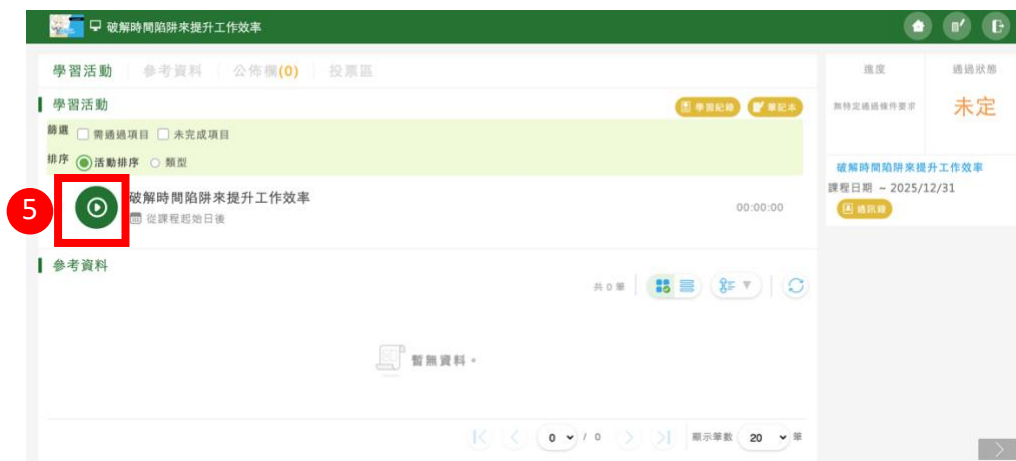 破解時間陷阱來提升工作效率
學習活動 參考資料 公佈欄(0) 投票區
學習活動
學習紀錄 筆記本
篩選 需通過項目 未完成項目
排序 活動排序 類型
5
破解時間陷阱來提升工作效率
從課程起始日後
00:00:00
參考資料
共 0 筆
暫無資料。
0 / 0 顯示筆數 20 筆
進度 通過狀態
無特定通過條件要求 未定
破解時間陷阱來提升工作效率
課程日期 ~ 2025/12/31
通訊錄